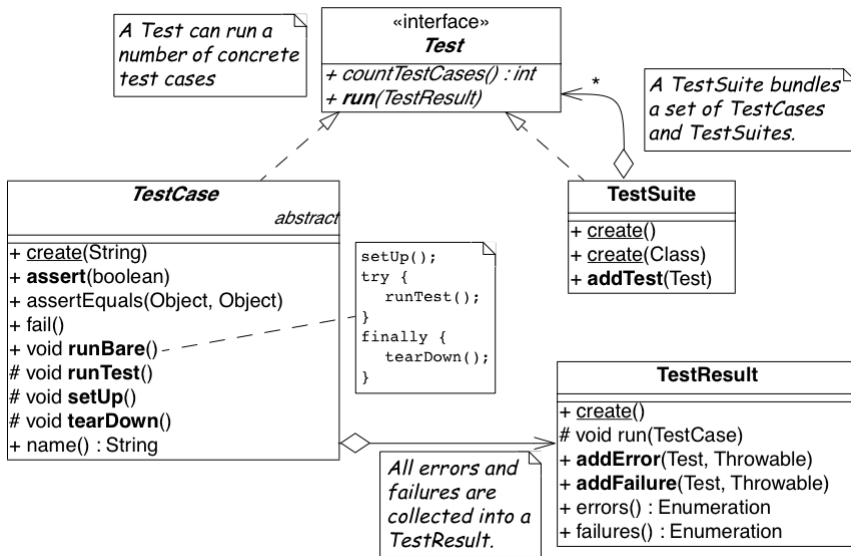 A Test can run a
number of concrete
test cases
«interface»
Test
+ countTestCases() : int
+ run(TestResult)
*
A TestSuite bundles
a set of TestCases
and TestSuites.
TestCase
abstract
+ create(String)
+ assert(boolean)
+ assertEquals(Object, Object)
+ fail()
+ void runBare()
# void runTest()
# void setUp()
# void tearDown()
+ name() : String
setUp();
try {
runTest();
}
finally {
tearDown();
}
TestSuite
+ create()
+ create(Class)
+ addTest(Test)
All errors and
failures are
collected into a
TestResult.
TestResult
+ create()
# void run(TestCase)
+ addError(Test, Throwable)
+ addFailure(Test, Throwable)
+ errors() : Enumeration
+ failures() : Enumeration